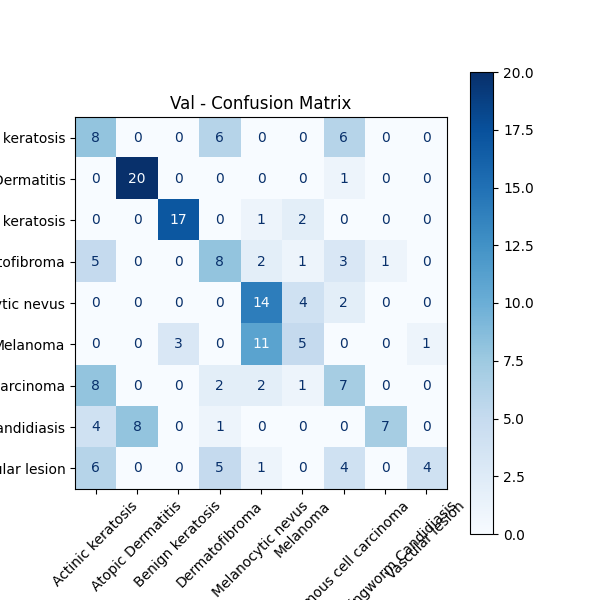 Val - Confusion Matrix
keratosis 8 0 0 6 0 0 6 0 0
Dermatitis 0 20 0 0 0 0 1 0 0
keratosis 0 0 17 0 1 2 0 0 0
tofibroma 5 0 0 8 2 1 3 1 0
ytic nevus 0 0 0 0 14 4 2 0 0
Melanoma 0 0 3 0 11 5 0 0 1
arcinoma 8 0 0 2 2 1 7 0 0
andidiasis 4 8 0 1 0 0 0 7 0
ular lesion 6 0 0 5 1 0 4 0 4
Actinic keratosis
Atopic Dermatitis
Benign keratosis
Dermatofibroma
Melanocytic nevus
Melanoma
mous cell carcinoma
ngworm Candidiasis
Vascular lesion
20.0
17.5
15.0
12.5
10.0
7.5
5.0
2.5
0.0